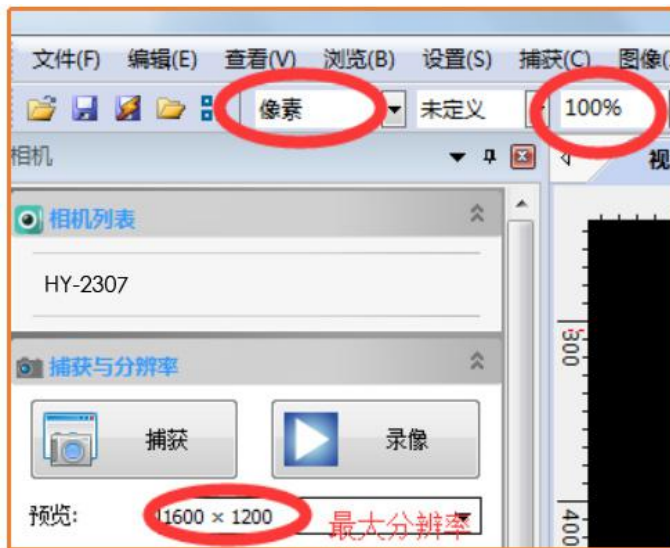 文件(F) 编辑(E) 查看(V) 浏览(B) 设置(S) 捕获(C) 图像(
像素 未定义 100%
相机
视
相机列表
HY-2307
捕获与分辨率
捕获 录像
预览: 1600 × 1200 最大分辨率
300
400